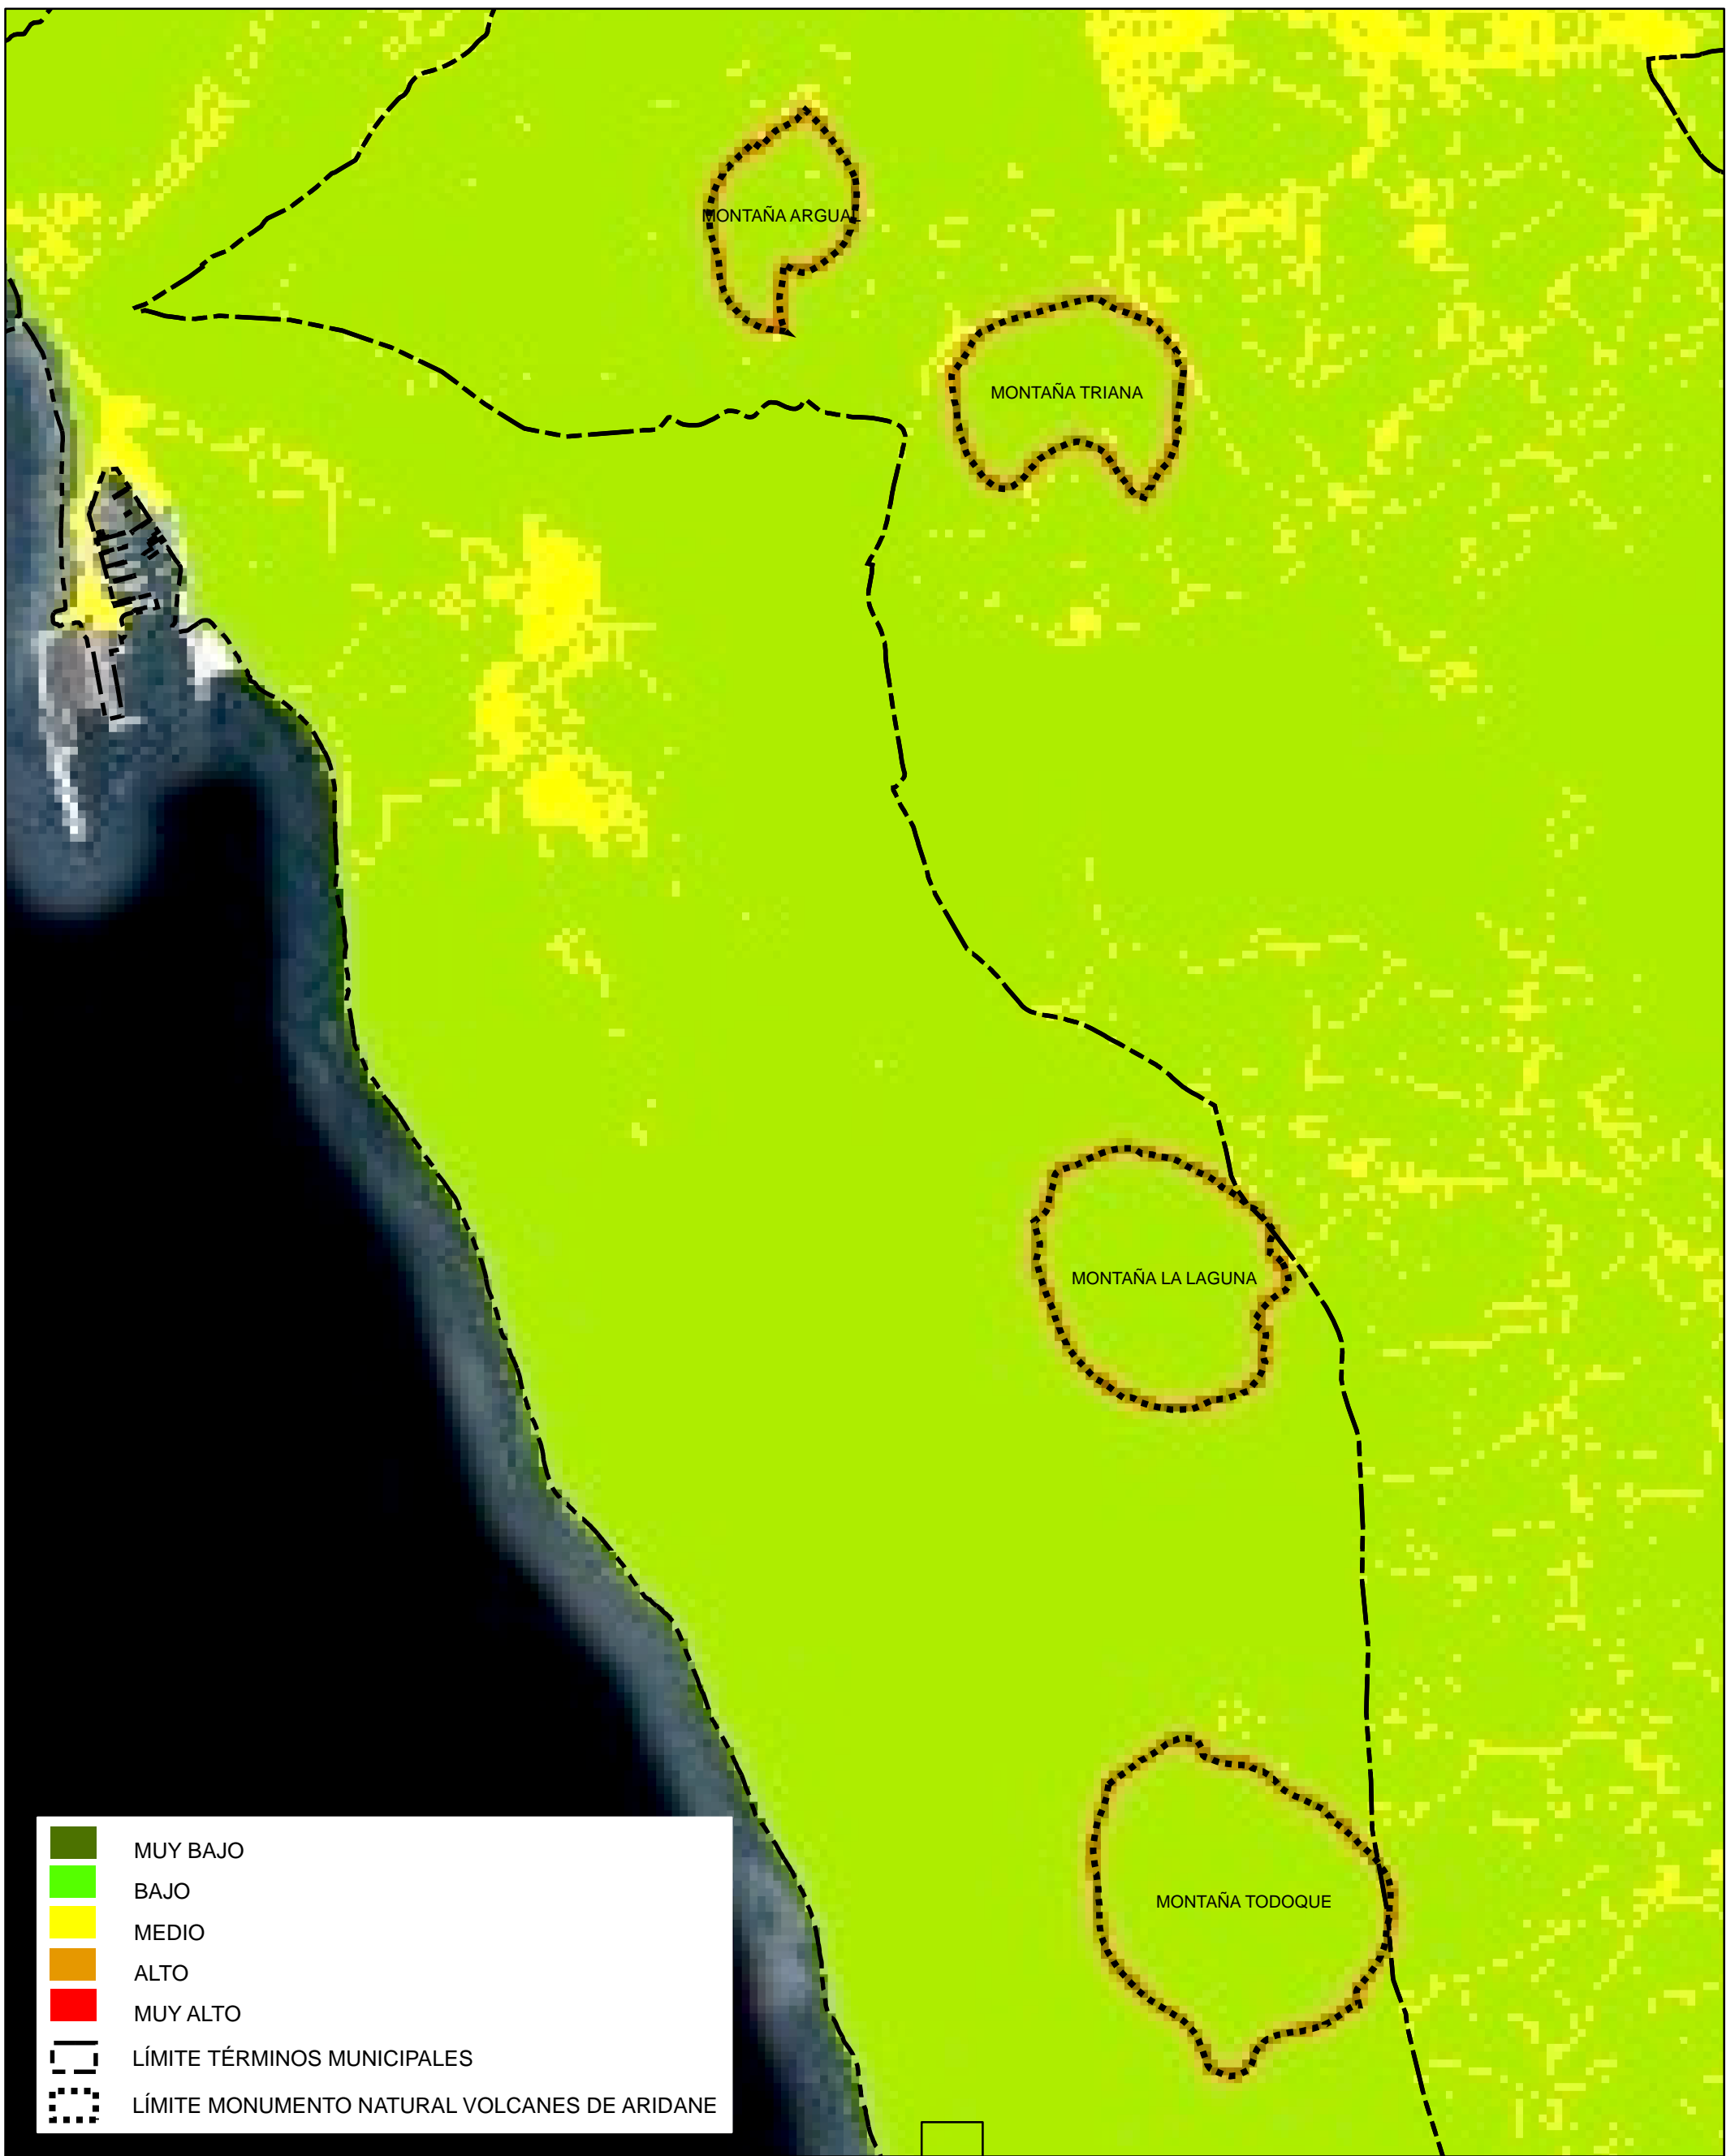 MONTAÑA ARGUAL
MONTAÑA TRIANA
MONTAÑA LA LAGUNA
MONTAÑA TODOQUE
MUY BAJO
BAJO
MEDIO
ALTO
MUY ALTO
LÍMITE TÉRMINOS MUNICIPALES
LÍMITE MONUMENTO NATURAL VOLCANES DE ARIDANE